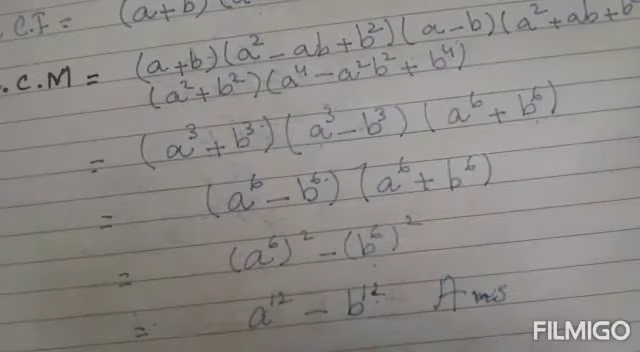 . C.F = (a+b)(a
.C.M = (a+b)(a² - ab + b²)(a-b)(a² + ab + b
(a² + b²)(a⁴ - a²b² + b⁴)
= (a³ + b³)(a³ - b³)(a⁶ + b⁶)
= (a⁶ - b⁶)(a⁶ + b⁶)
= (a⁶)² - (b⁶)²
= a¹² - b¹² Ans
FILMIGO